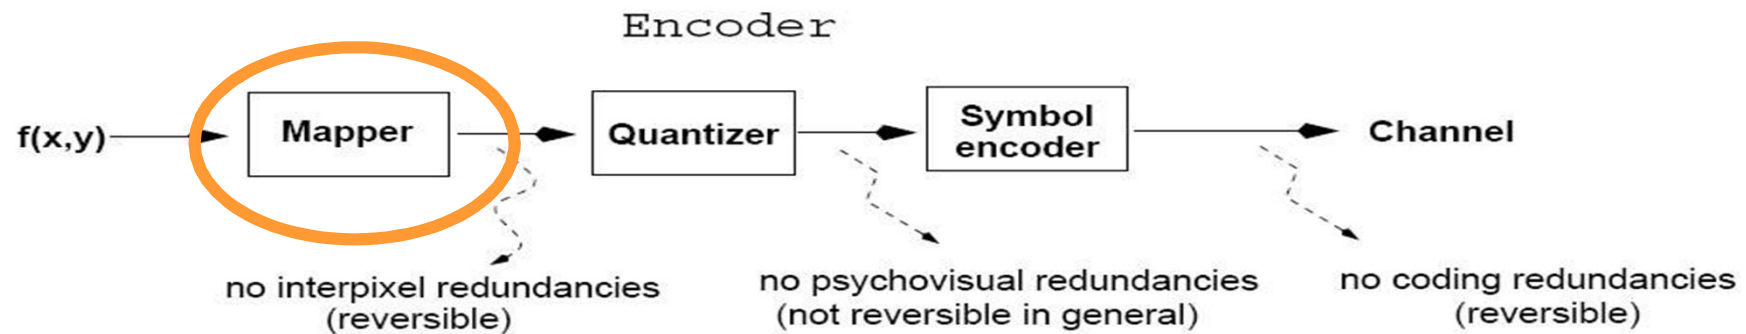 Encoder
f(x,y)
Mapper
Quantizer
Symbol
encoder
Channel
no interpixel redundancies
(reversible)
no psychovisual redundancies
(not reversible in general)
no coding redundancies
(reversible)